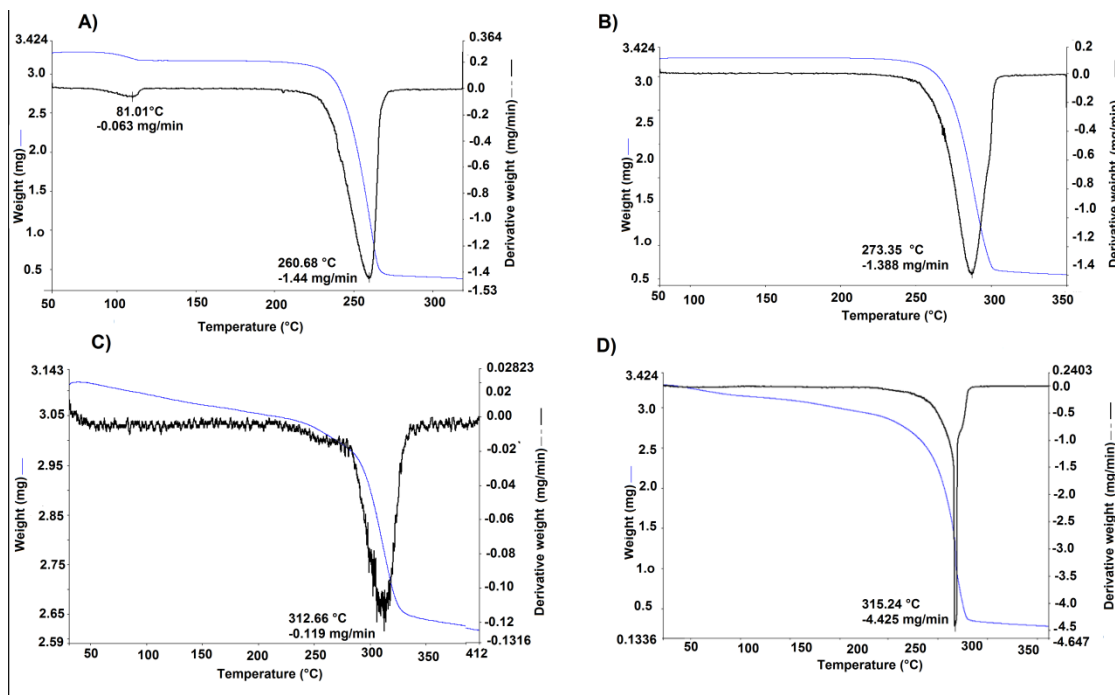 A)
3.424
3.0
2.5
2.0
1.5
1.0
0.5
Weight (mg)
0.364
0.2
0.0
-0.2
-0.4
-0.6
-0.8
-1.0
-1.2
-1.4
-1.53
Derivative weight (mg/min)
81.01°C
-0.063 mg/min
260.68 °C
-1.44 mg/min
50 100 150 200 250 300
Temperature (°C)
B)
3.424
3.0
2.5
2.0
1.5
1.0
0.5
Weight (mg)
0.2
0.0
-0.2
-0.4
-0.6
-0.8
-1.0
-1.2
-1.4
Derivative weight (mg/min)
273.35 °C
-1.388 mg/min
50 100 150 200 250 300 350
Temperature (°C)
C)
3.143
3.05
2.95
2.85
2.75
2.65
2.59
Weight (mg)
0.02823
0.02
0.00
-0.02`
-0.04
-0.06
-0.08
-0.10
-0.12
-0.1316
Derivative weight (mg/min)
312.66 °C
-0.119 mg/min
50 100 150 200 250 300 350 412
Temperature (°C)
D)
3.424
3.0
2.5
2.0
1.5
1.0
0.5
0.1336
Weight (mg)
0.2403
0.0
-0.5
-1.0
-1.5
-2.0
-2.5
-3.0
-3.5
-4.0
-4.5
-4.647
Derivative weight (mg/min)
315.24 °C
-4.425 mg/min
50 100 150 200 250 300 350
Temperature (°C)